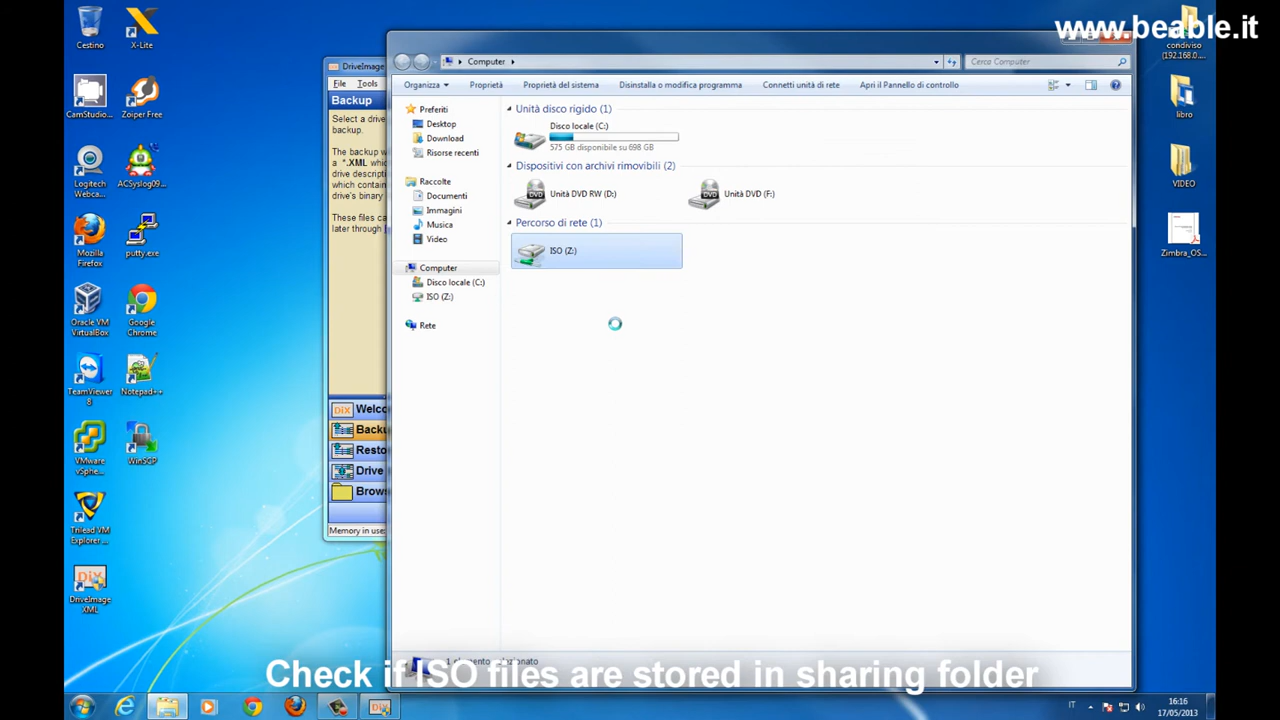 www.beable.it
Cestino
X-Lite
CamStudio...
Zoiper Free
Logitech
Webca...
ACSyslog09...
Mozilla
Firefox
putty.exe
Oracle VM
VirtualBox
Google
Chrome
TeamViewer
8
Notepad++
VMware
vSphe...
WinSCP
Trilead VM
Explorer ...
DriveImage
XML
condiviso
(192.168.0....
libro
VIDEO
Zimbra_OS...
DriveImage
File Tools
Backup
Select a drive
backup.
The backup w
a *.XML whic
drive descripti
which contain
drive's binary
These files ca
later through
DiX Welco
Backu
Resto
Drive
Brow
Memory in use:
Computer
Cerca Computer
Organizza Proprietà Proprietà del sistema Disinstalla o modifica programma Connetti unità di rete Apri il Pannello di controllo
Preferiti
Desktop
Download
Risorse recenti
Raccolte
Documenti
Immagini
Musica
Video
Computer
Disco locale (C:)
ISO (Z:)
Rete
Unità disco rigido (1)
Disco locale (C:)
575 GB disponibile su 698 GB
Dispositivi con archivi rimovibili (2)
Unità DVD RW (D:)
Unità DVD (F:)
Percorso di rete (1)
ISO (Z:)
1 elemento selezionato
Check if ISO files are stored in sharing folder
IT
16:16
17/05/2013